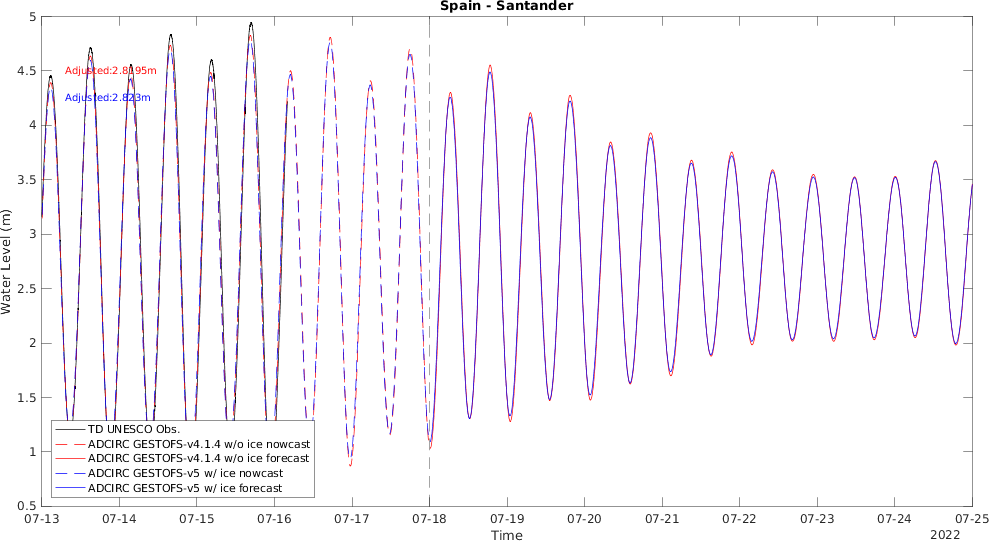 Spain - Santander
5
4.5
4
3.5
3
2.5
2
1.5
1
0.5
Water Level (m)
Adjusted:2.823m
TD UNESCO Obs.
ADCIRC GESTOFS-v4.1.4 w/o ice nowcast
ADCIRC GESTOFS-v4.1.4 w/o ice forecast
ADCIRC GESTOFS-v5 w/ ice nowcast
ADCIRC GESTOFS-v5 w/ ice forecast
07-13 07-14 07-15 07-16 07-17 07-18 07-19 07-20 07-21 07-22 07-23 07-24 07-25
Time
2022